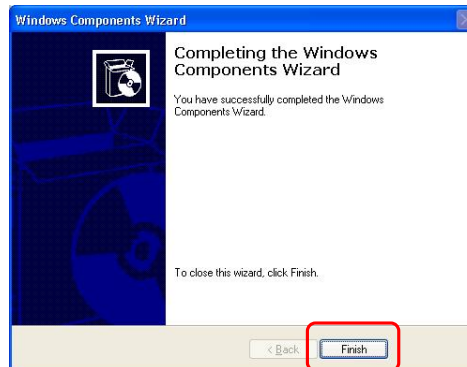 Windows Components Wizard
Completing the Windows
Components Wizard
You have successfully completed the Windows
Components Wizard.
To close this wizard, click Finish.
< Back
Finish